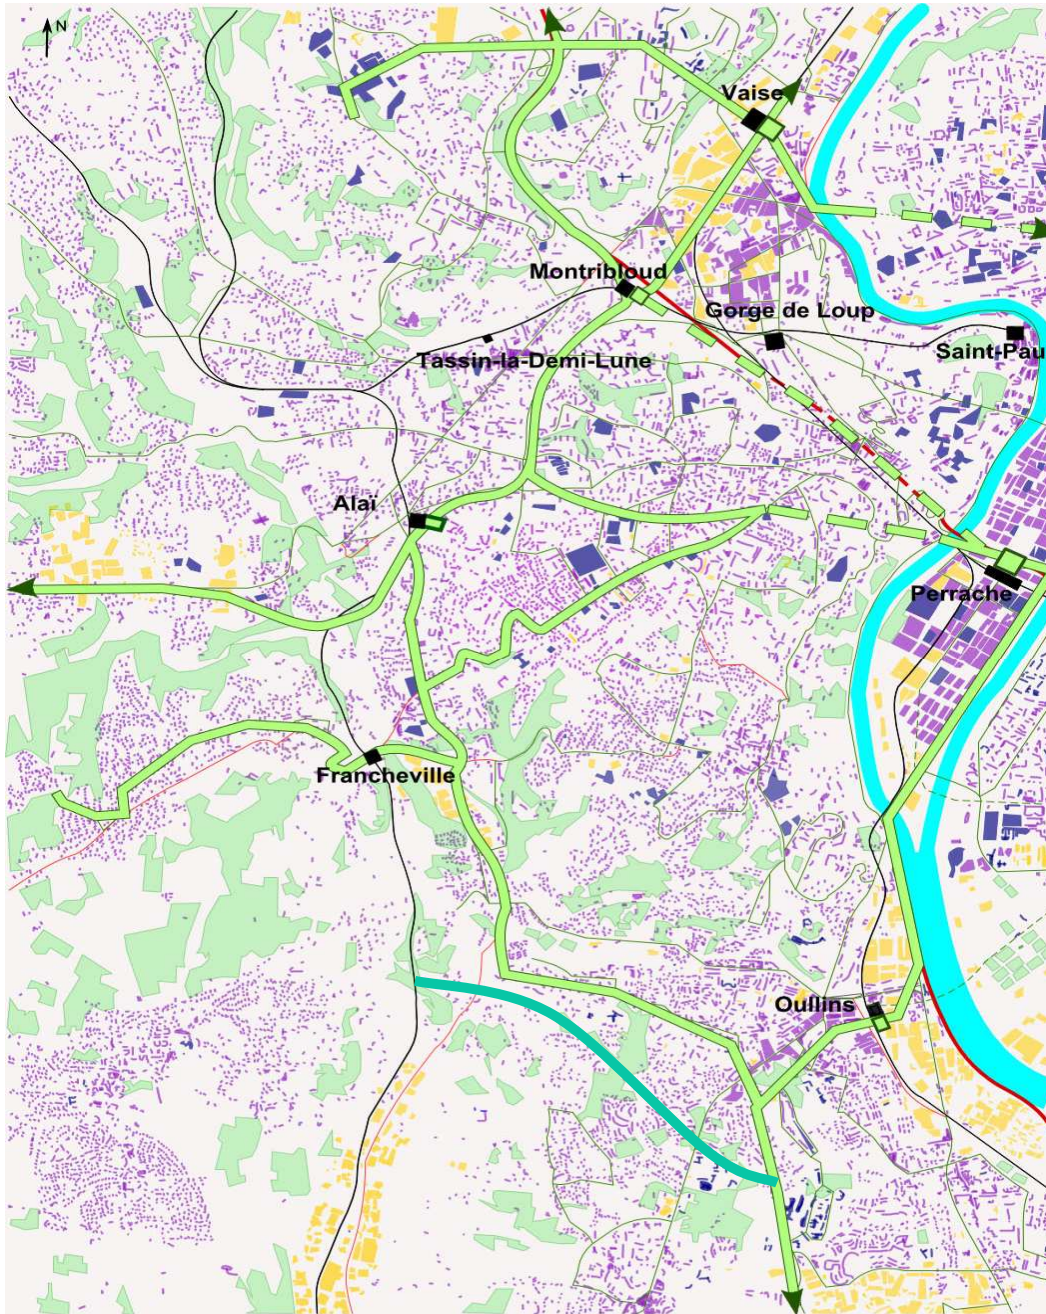 N
Vaise
Montribloud
Gorge de Loup
Saint-Pau
Tassin-la-Demi-Lune
Alaï
Perrache
Francheville
Oullins